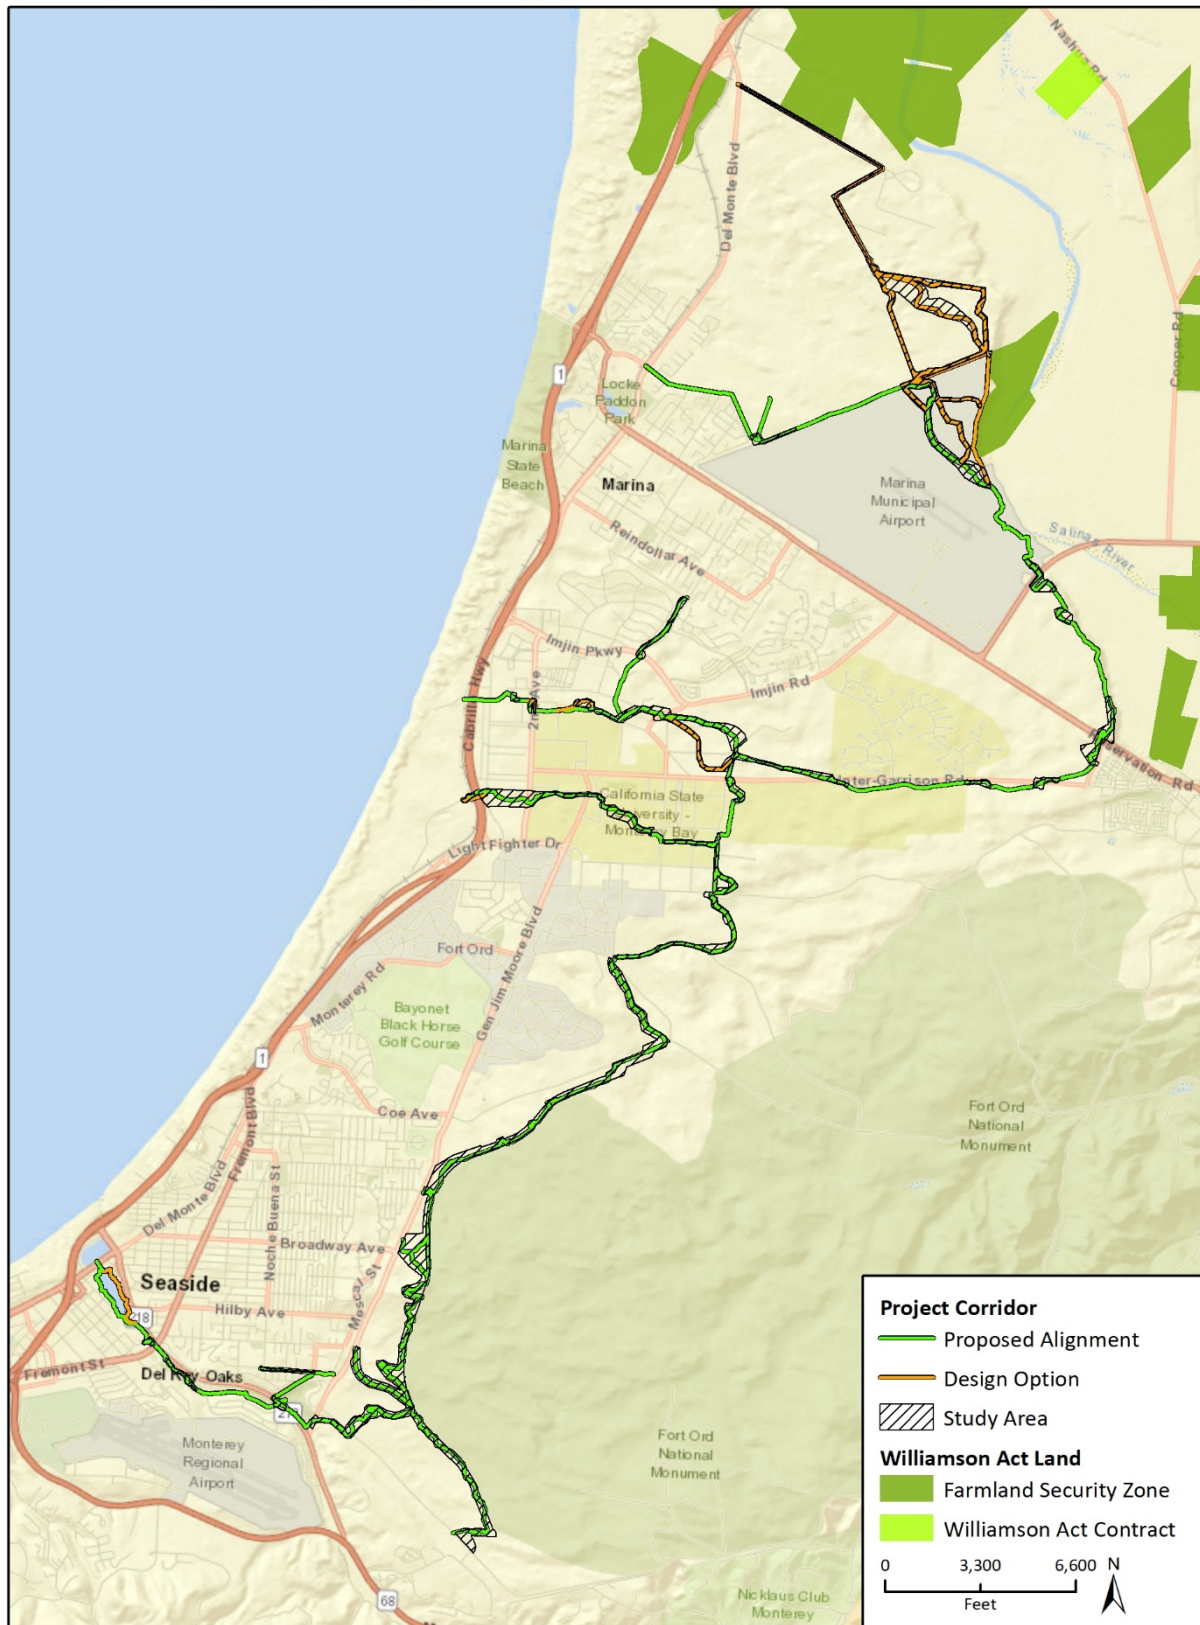 Nashua Rd
Del Monte Blvd
Cooper Rd
1
Locke
Paddon
Park
Marina
State
Beach
Marina
Marina
Municipal
Airport
Reindollar Ave
Salinas River
Imjin Pkwy
Imjin Rd
Cabrillo Hwy
2nd Ave
Reservation Rd
Inter-Garrison Rd
California State
University -
Monterey Bay
Light Fighter Dr
Gen Jim Moore Blvd
Fort Ord
Monterey Rd
Bayonet
Black Horse
Golf Course
1
Coe Ave
Fort Ord
National
Monument
Fremont Blvd
Del Monte Blvd
Noche Buena St
Broadway Ave
Seaside
218
Hilby Ave
Mescal St
Fremont St
Del Rey Oaks
Monterey
Regional
Airport
Fort Ord
National
Monument
68
Nicklaus Club
Monterey
Project Corridor
Proposed Alignment
Design Option
Study Area
Williamson Act Land
Farmland Security Zone
Williamson Act Contract
0 3,300 6,600
Feet
N